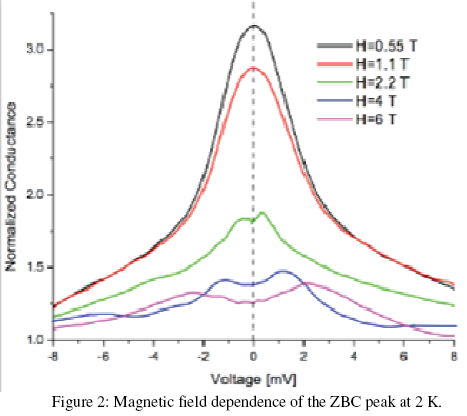 3.0
2.5
2.0
1.5
1.0
Normalized Conductance
H=0.55 T
H=1.1 T
H=2.2 T
H=4 T
H=6 T
-8 -6 -4 -2 0 2 4 6 8
Voltage [mV]
Figure 2: Magnetic field dependence of the ZBC peak at 2 K.